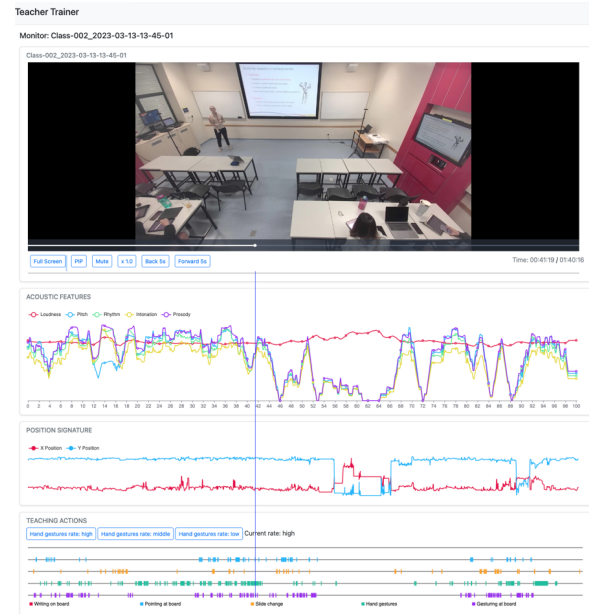 Teacher Trainer
Monitor: Class-002_2023-03-13-13-45-01
Class-002_2023-03-13-13-45-01
Full Screen PIP Mute x 1.0 Back 5s Forward 5s Time: 00:41:19 / 01:40:16
ACOUSTIC FEATURES
Loudness Pitch Rhythm Intonation Prosody
0 2 4 6 8 10 12 14 16 18 20 22 24 26 28 30 32 34 36 38 40 42 44 46 48 50 52 54 56 58 60 62 64 66 68 70 72 74 76 78 80 82 84 86 88 90 92 94 96 98 100
POSITION SIGNATURE
X Position Y Position
TEACHING ACTIONS
Hand gestures rate: high Hand gestures rate: middle Hand gestures rate: low Current rate: high
Writing on board Pointing at board Slide change Hand gestures Gesturing at board